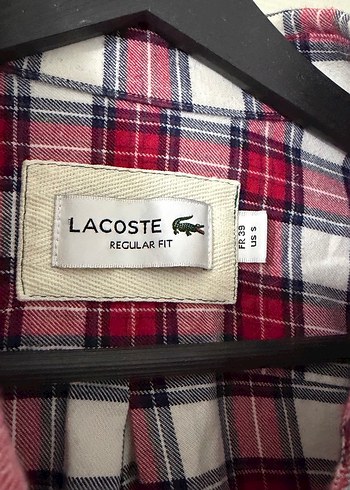 LACOSTE
REGULAR FIT
FR 39
US S